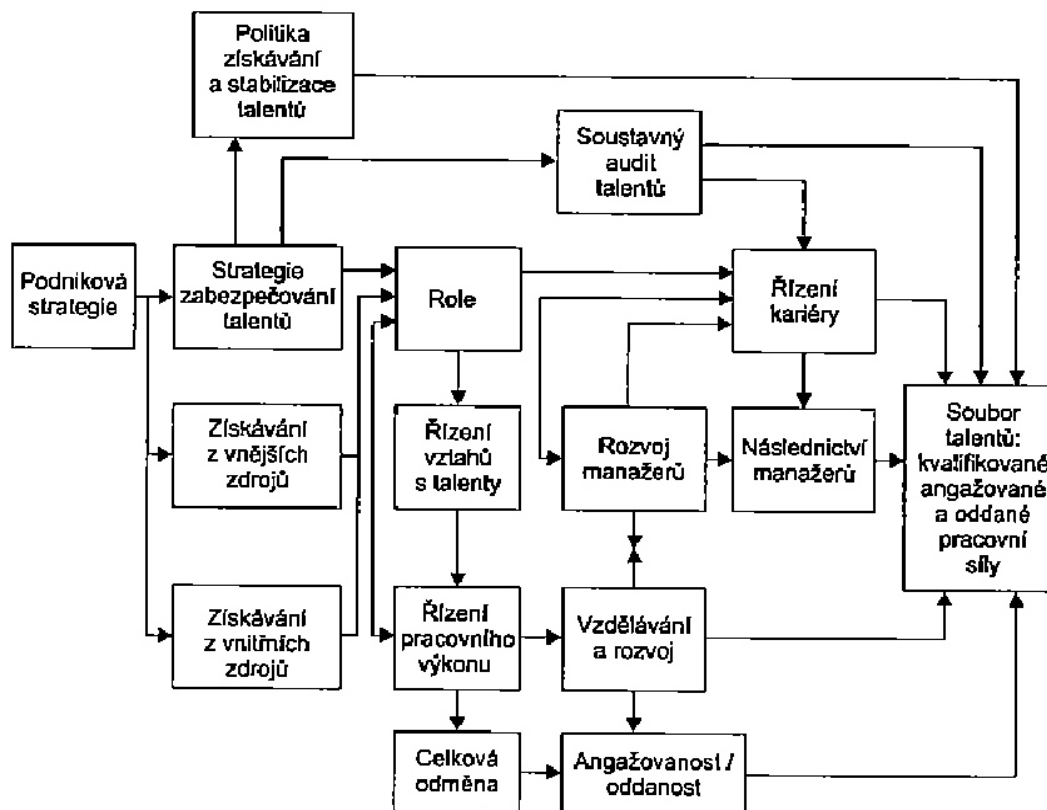 Politika
získávání
a stabilizace
talentů
Soustavný
audit
talentů
Podniková
strategie
Strategie
zabezpečování
talentů
Role
Řízení
kariéry
Získávání
z vnějších
zdrojů
Řízení
vztahů
s talenty
Rozvoj
manažerů
Následnictví
manažerů
Soubor
talentů:
kvalifikované
angažované
a oddané
pracovní
síly
Získávání
z vnitřních
zdrojů
Řízení
pracovního
výkonu
Vzdělávání
a rozvoj
Celková
odměna
Angažovanost /
oddanost